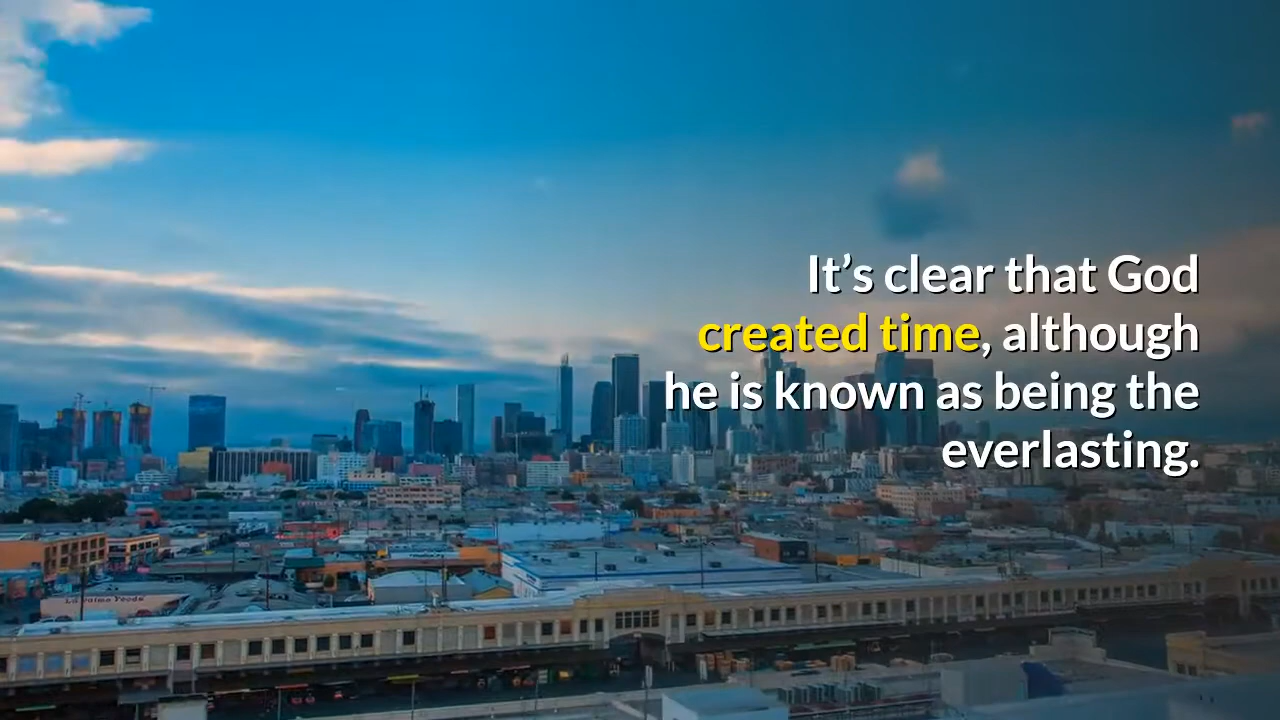 It’s clear that God
created time, although
he is known as being the
everlasting.